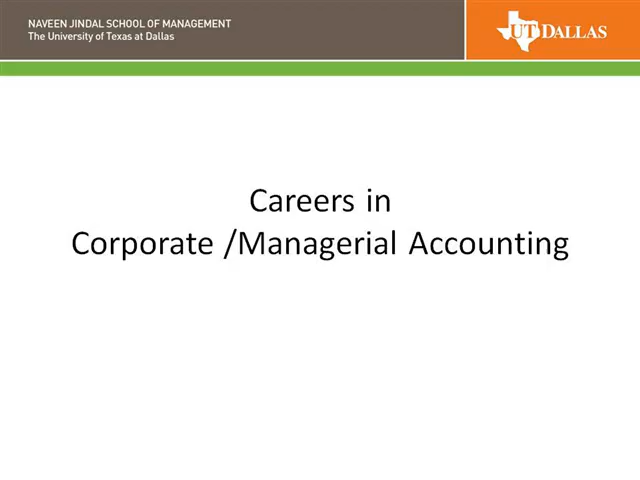 NAVEEN JINDAL SCHOOL OF MANAGEMENT
The University of Texas at Dallas
UT DALLAS
Careers in
Corporate /Managerial Accounting